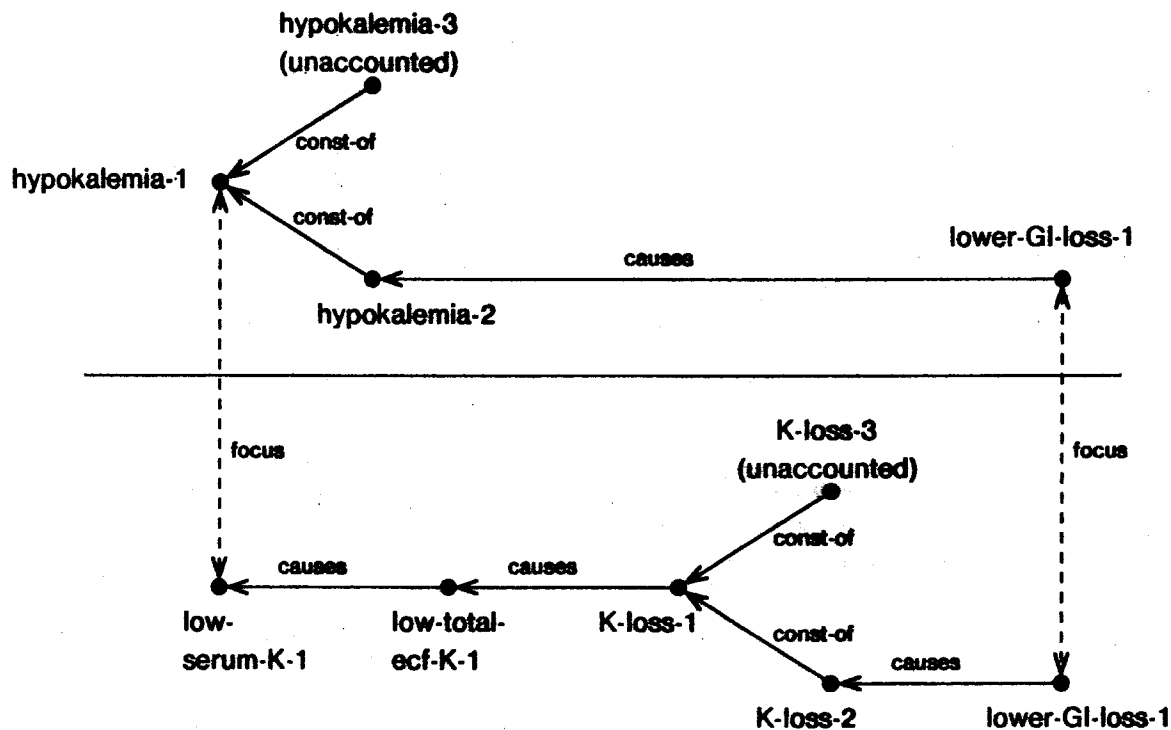 hypokalemia-3
(unaccounted)
const-of
hypokalemia-1
const-of
lower-GI-loss-1
causes
hypokalemia-2
K-loss-3
(unaccounted)
focus
focus
const-of
causes
causes
low-
serum-K-1
low-total-
ecf-K-1
K-loss-1
const-of
causes
K-loss-2
lower-GI-loss-1